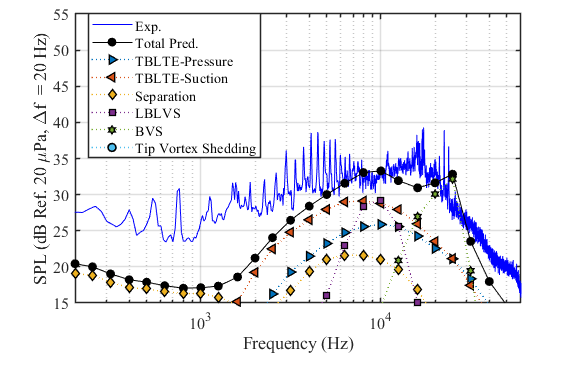 55
50
45
40
35
30
25
20
15
SPL (dB Ref. 20 μPa, Δf = 20 Hz)
Exp.
Total Pred.
TBLTE-Pressure
TBLTE-Suction
Separation
LBLVS
BVS
Tip Vortex Shedding
10³ 10⁴
Frequency (Hz)